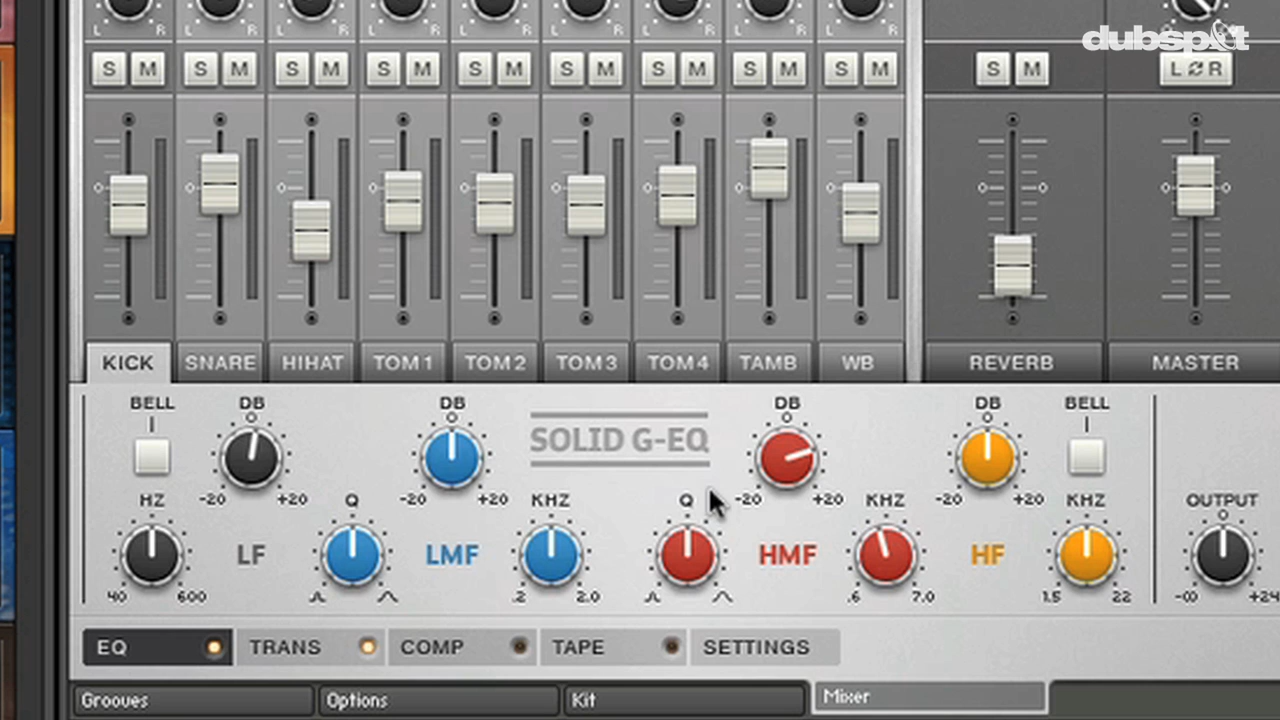 dubspot
L R L R L R L R L R L R L R L R L R
S M S M S M S M S M S M S M S M S M S M L R
KICK SNARE HIHAT TOM 1 TOM 2 TOM 3 TOM 4 TAMB WB REVERB MASTER
BELL DB DB SOLID G-EQ DB DB BELL
-20 +20 -20 +20 -20 +20 -20 +20
HZ Q KHZ Q KHZ KHZ OUTPUT
LF LMF HMF HF
40 600 .2 2.0 .6 7.0 1.5 22 -∞ +24
EQ TRANS COMP TAPE SETTINGS
Grooves Options Kit Mixer